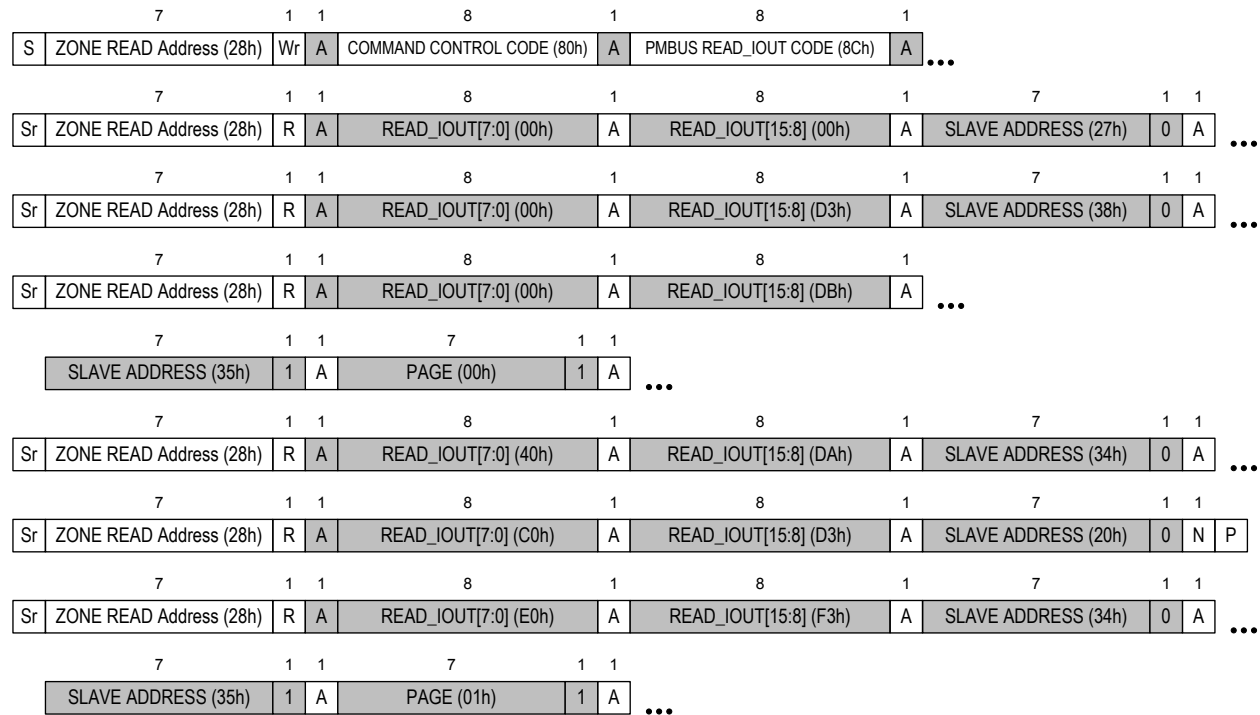 7 1 1 8 1 8 1
S ZONE READ Address (28h) Wr A COMMAND CONTROL CODE (80h) A PMBUS READ_IOUT CODE (8Ch) A •••
7 1 1 8 1 8 1 7 1 1
Sr ZONE READ Address (28h) R A READ_IOUT[7:0] (00h) A READ_IOUT[15:8] (00h) A SLAVE ADDRESS (27h) 0 A •••
7 1 1 8 1 8 1 7 1 1
Sr ZONE READ Address (28h) R A READ_IOUT[7:0] (00h) A READ_IOUT[15:8] (D3h) A SLAVE ADDRESS (38h) 0 A •••
7 1 1 8 1 8 1
Sr ZONE READ Address (28h) R A READ_IOUT[7:0] (00h) A READ_IOUT[15:8] (DBh) A •••
7 1 1 7 1 1
SLAVE ADDRESS (35h) 1 A PAGE (00h) 1 A •••
7 1 1 8 1 8 1 7 1 1
Sr ZONE READ Address (28h) R A READ_IOUT[7:0] (40h) A READ_IOUT[15:8] (DAh) A SLAVE ADDRESS (34h) 0 A •••
7 1 1 8 1 8 1 7 1 1
Sr ZONE READ Address (28h) R A READ_IOUT[7:0] (C0h) A READ_IOUT[15:8] (D3h) A SLAVE ADDRESS (20h) 0 N P
7 1 1 8 1 8 1 7 1 1
Sr ZONE READ Address (28h) R A READ_IOUT[7:0] (E0h) A READ_IOUT[15:8] (F3h) A SLAVE ADDRESS (34h) 0 A •••
7 1 1 7 1 1
SLAVE ADDRESS (35h) 1 A PAGE (01h) 1 A •••